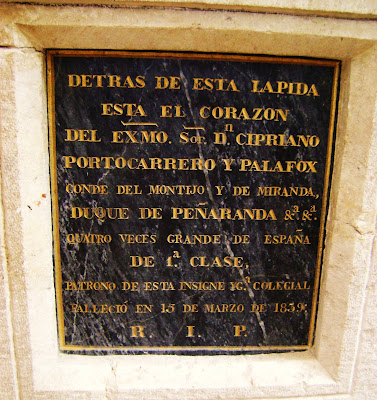 DETRAS DE ESTA LAPIDA
ESTA EL CORAZON
DEL EXMO. Sor. Dn CIPRIANO
PORTOCARRERO Y PALAFOX
CONDE DEL MONTIJO Y DE MIRANDA,
DUQUE DE PEÑARANDA &a. &a.
QUATRO VECES GRANDE DE ESPAÑA
DE 1.a CLASE.
PATRONO DE ESTA INSIGNE YG.a COLEGIAL
FALLECIÓ EN 15 DE MARZO DE 1839.
R. I. P.